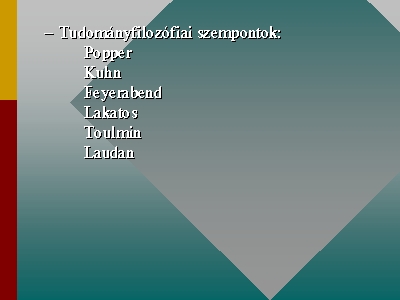 – Tudományfilozófiai szempontok:
Popper
Kuhn
Feyerabend
Lakatos
Toulmin
Laudan